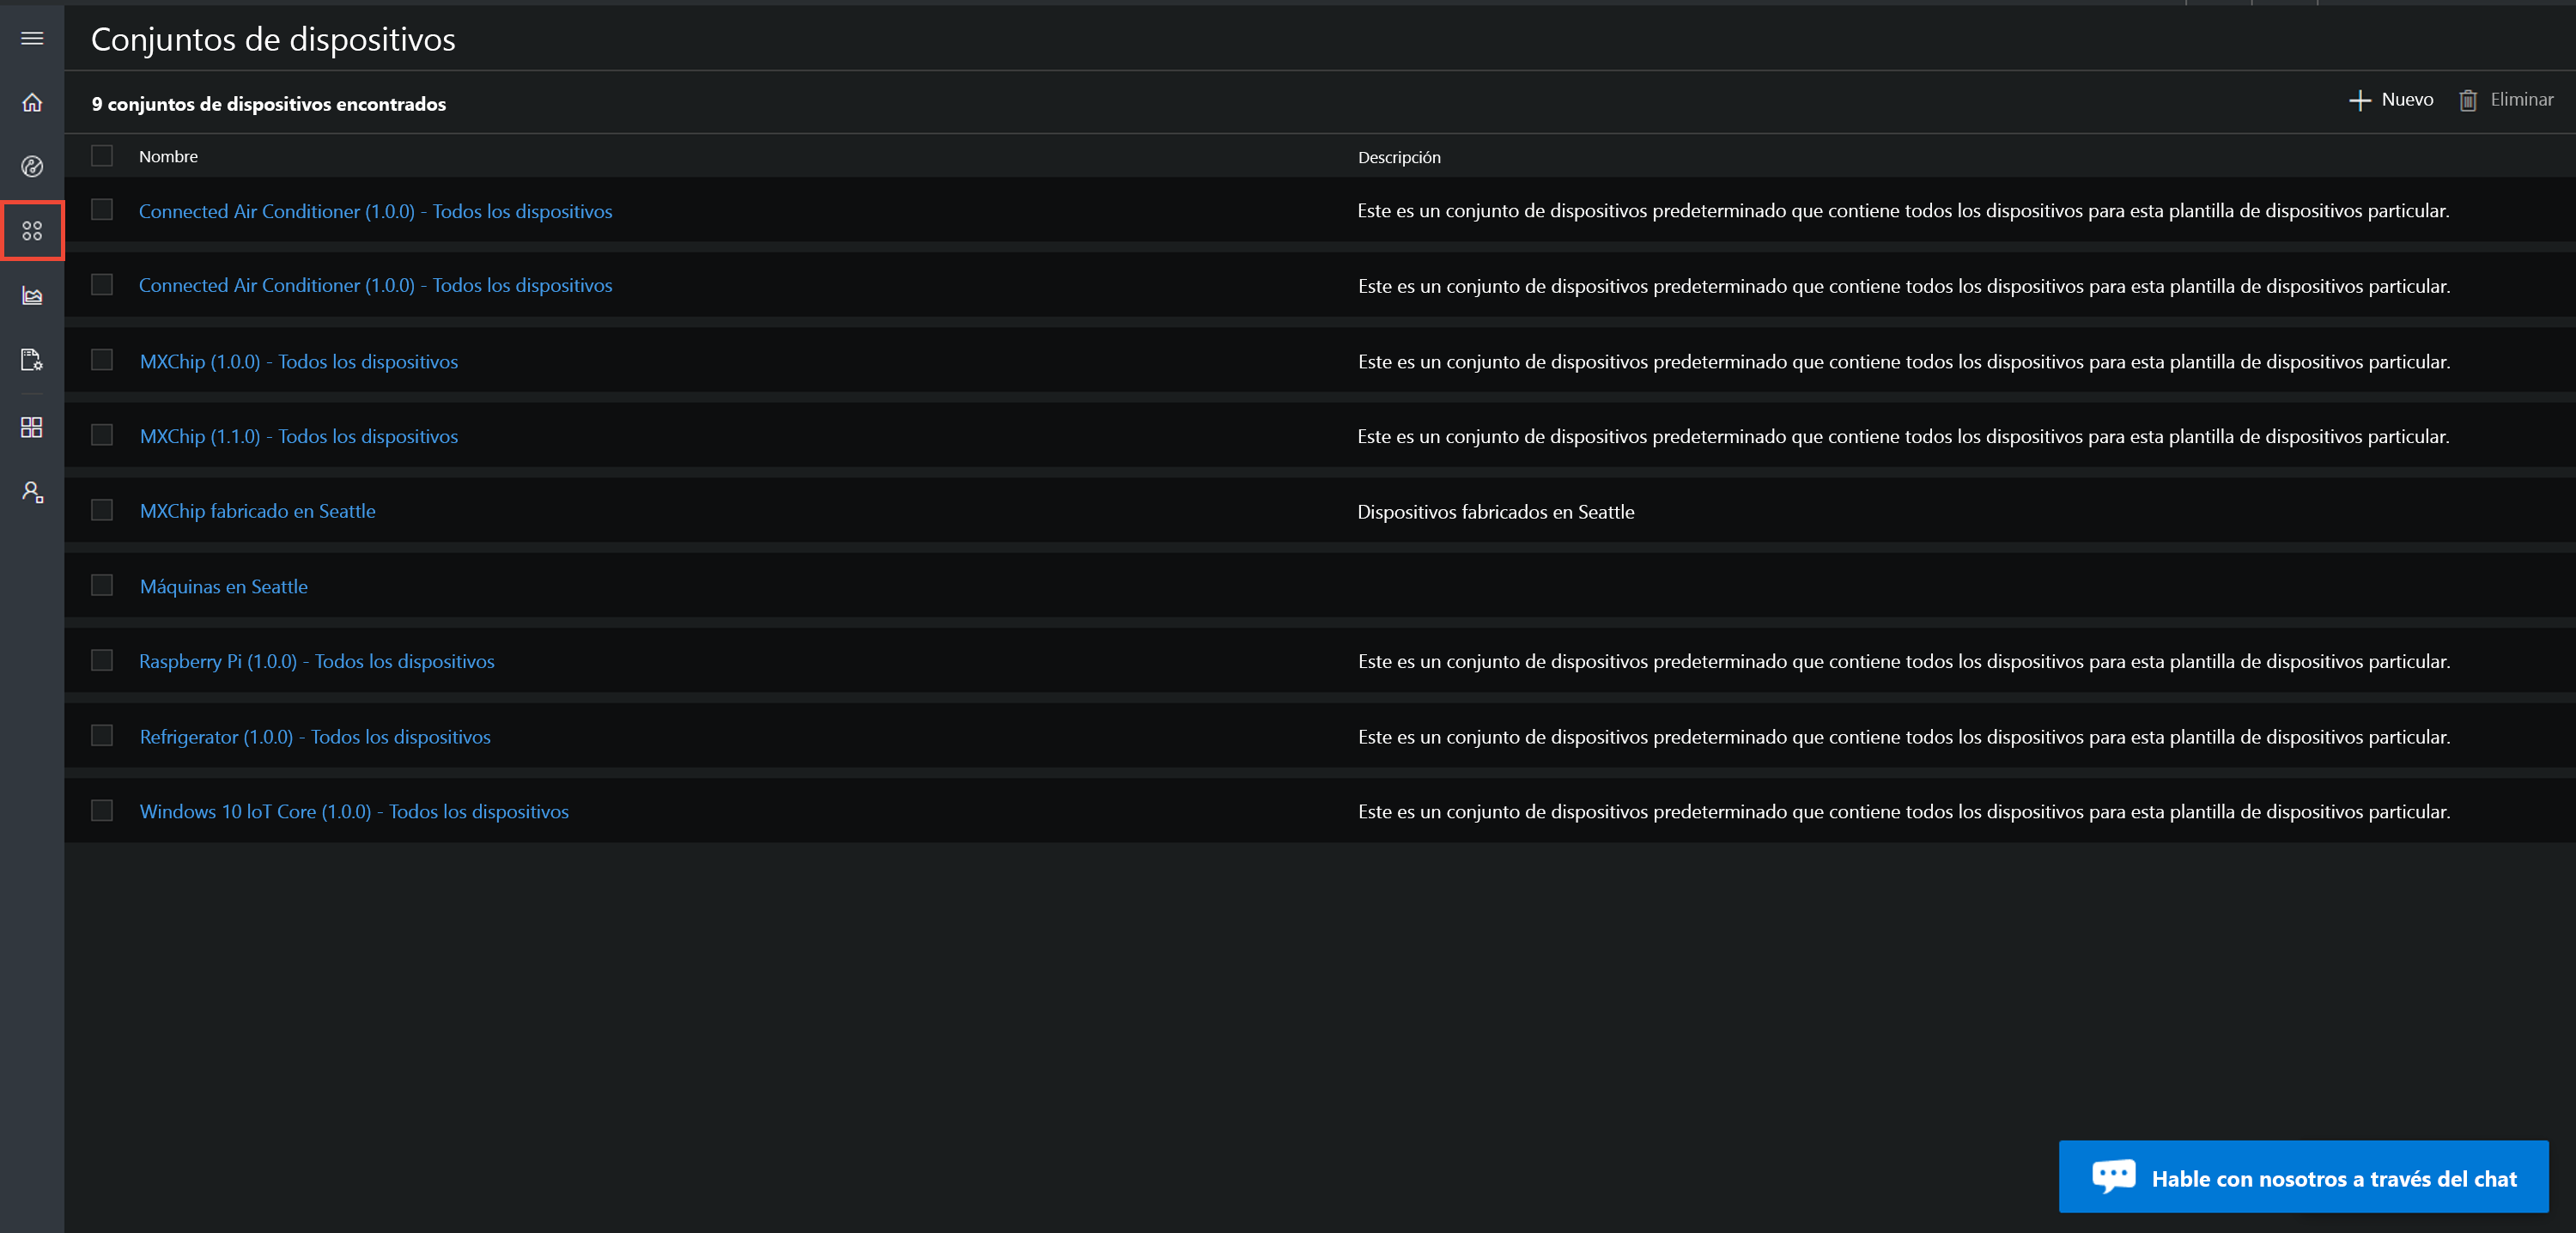 Conjuntos de dispositivos
9 conjuntos de dispositivos encontrados
Nuevo Eliminar
Nombre Descripción
Connected Air Conditioner (1.0.0) - Todos los dispositivos Este es un conjunto de dispositivos predeterminado que contiene todos los dispositivos para esta plantilla de dispositivos particular.
Connected Air Conditioner (1.0.0) - Todos los dispositivos Este es un conjunto de dispositivos predeterminado que contiene todos los dispositivos para esta plantilla de dispositivos particular.
MXChip (1.0.0) - Todos los dispositivos Este es un conjunto de dispositivos predeterminado que contiene todos los dispositivos para esta plantilla de dispositivos particular.
MXChip (1.1.0) - Todos los dispositivos Este es un conjunto de dispositivos predeterminado que contiene todos los dispositivos para esta plantilla de dispositivos particular.
MXChip fabricado en Seattle Dispositivos fabricados en Seattle
Máquinas en Seattle
Raspberry Pi (1.0.0) - Todos los dispositivos Este es un conjunto de dispositivos predeterminado que contiene todos los dispositivos para esta plantilla de dispositivos particular.
Refrigerator (1.0.0) - Todos los dispositivos Este es un conjunto de dispositivos predeterminado que contiene todos los dispositivos para esta plantilla de dispositivos particular.
Windows 10 loT Core (1.0.0) - Todos los dispositivos Este es un conjunto de dispositivos predeterminado que contiene todos los dispositivos para esta plantilla de dispositivos particular.
Hable con nosotros a través del chat